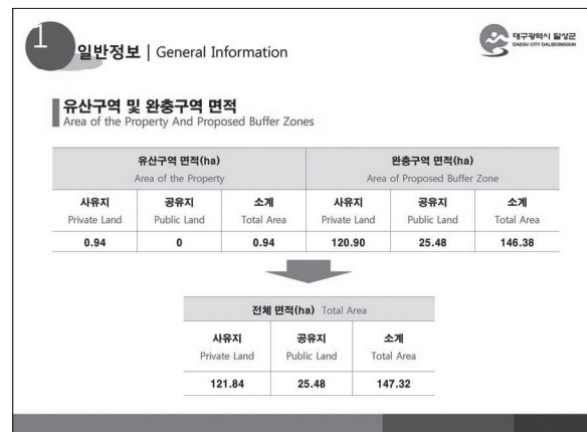 1
일반정보 | General Information
대구광역시 달성군
DAEGU CITY DALSEONGGUN
유산구역 및 완충구역 면적
Area of the Property And Proposed Buffer Zones
유산구역 면적(ha) 완충구역 면적(ha)
Area of the Property Area of Proposed Buffer Zone
사유지 공유지 소계 사유지 공유지 소계
Private Land Public Land Total Area Private Land Public Land Total Area
0.94 0 0.94 120.90 25.48 146.38
전체 면적(ha) Total Area
사유지 공유지 소계
Private Land Public Land Total Area
121.84 25.48 147.32